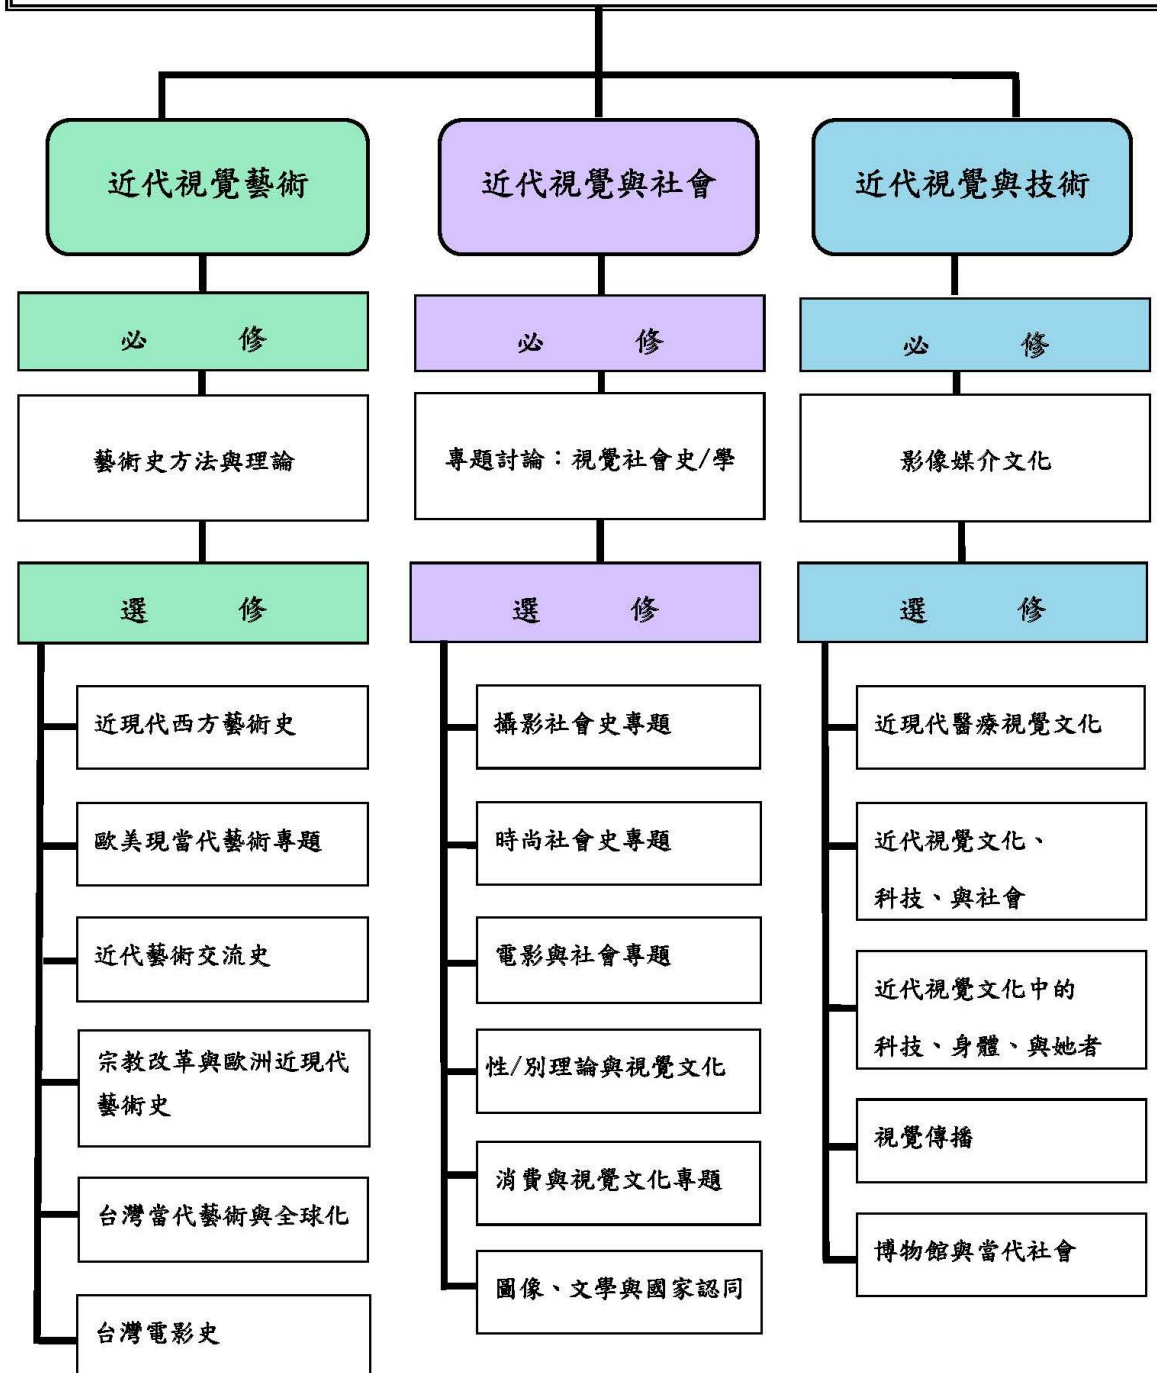 近代視覺藝術
必修
藝術史方法與理論
選修
近現代西方藝術史
歐美現當代藝術專題
近代藝術交流史
宗教改革與歐洲近現代
藝術史
台灣當代藝術與全球化
台灣電影史
近代視覺與社會
必修
專題討論：視覺社會史/學
選修
攝影社會史專題
時尚社會史專題
電影與社會專題
性/別理論與視覺文化
消費與視覺文化專題
圖像、文學與國家認同
近代視覺與技術
必修
影像媒介文化
選修
近現代醫療視覺文化
近代視覺文化、
科技、與社會
近代視覺文化中的
科技、身體、與她者
視覺傳播
博物館與當代社會